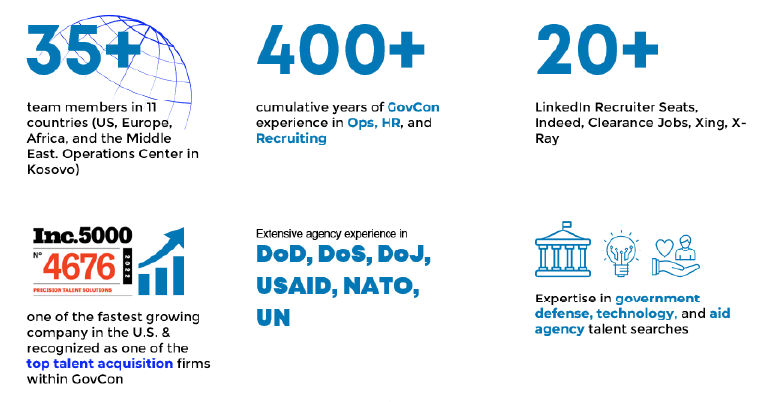 35+
team members in 11
countries (US, Europe,
Africa, and the Middle
East. Operations Center in
Kosovo)
400+
cumulative years of GovCon
experience in Ops, HR, and
Recruiting
20+
LinkedIn Recruiter Seats,
Indeed, Clearance Jobs, Xing, X-
Ray
Inc.5000
Nº 4676 2022
PRECISION TALENT SOLUTIONS
one of the fastest growing
company in the U.S. &
recognized as one of the
top talent acquisition firms
within GovCon
Extensive agency experience in
DoD, DoS, DoJ,
USAID, NATO,
UN
Expertise in government
defense, technology, and aid
agency talent searches